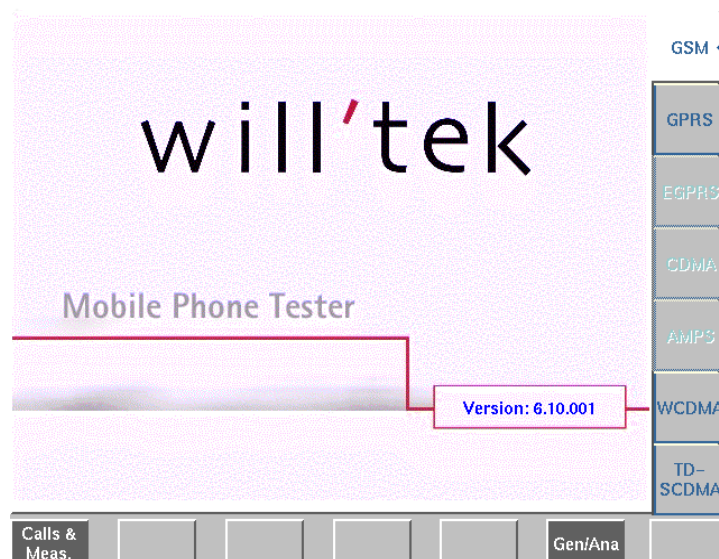 will'tek
Mobile Phone Tester
Version: 6.10.001
GSM
GPRS
EGPRS
CDMA
AMPS
WCDMA
TD-
SCDMA
Calls &
Meas.
Gen/Ana